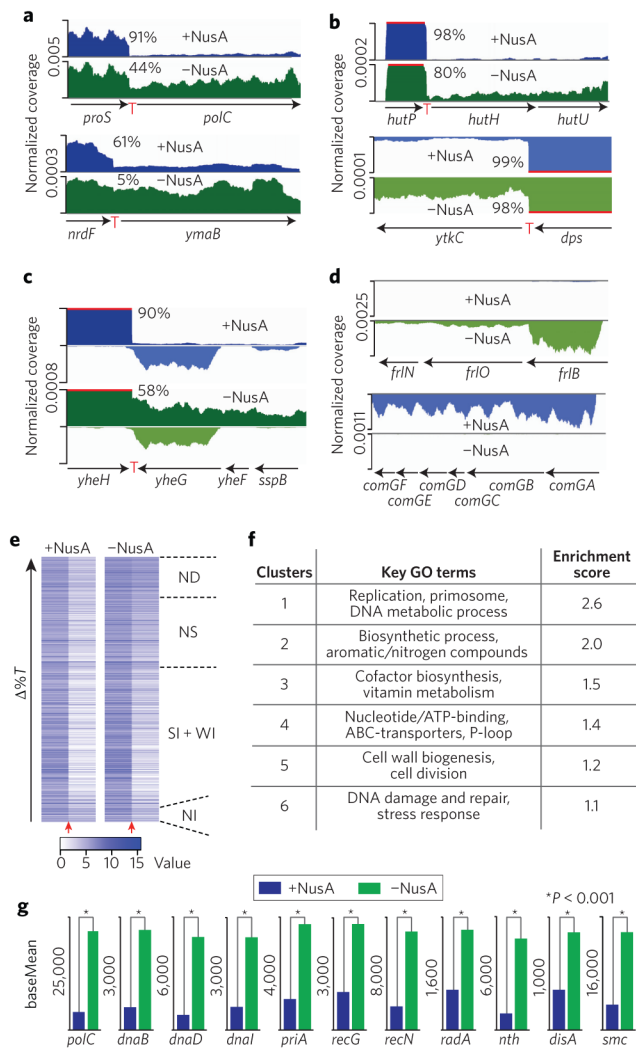 a
Normalized coverage
0.005
91%
+NusA
44%
−NusA
proS
T
polC
0.0003
61%
+NusA
5%
−NusA
nrdF
T
ymaB
b
Normalized coverage
0.0002
98%
+NusA
80%
−NusA
hutP
T
hutH
hutU
0.0001
+NusA
99%
−NusA
98%
ytkC
T
dps
c
Normalized coverage
0.0008
90%
+NusA
58%
−NusA
yheH
T
yheG
yheF
sspB
d
Normalized coverage
0.0025
+NusA
−NusA
frlN
frlO
frlB
0.0011
+NusA
−NusA
comGF
comGD
comGB
comGA
comGE
comGC
e
+NusA
−NusA
Δ%T
ND
NS
SI + WI
NI
0 5 10 15
Value
f
Clusters Key GO terms Enrichment score
1 Replication, primosome, DNA metabolic process 2.6
2 Biosynthetic process, aromatic/nitrogen compounds 2.0
3 Cofactor biosynthesis, vitamin metabolism 1.5
4 Nucleotide/ATP-binding, ABC-transporters, P-loop 1.4
5 Cell wall biogenesis, cell division 1.2
6 DNA damage and repair, stress response 1.1
+NusA −NusA
*P < 0.001
g
baseMean
* * * * * * * * * * *
25,000 3,000 3,000 3,000 4,000 3,000 8,000 1,600 6,000 1,000 16,000
polC dnaB dnaD dnaI priA recG recN radA nth disA smc